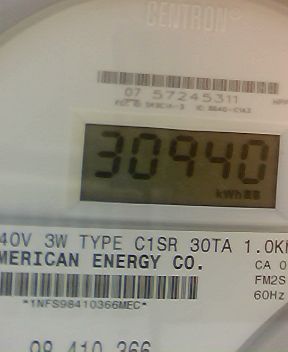 CENTRON®
07 57245311
30940
kWh
40V 3W TYPE C1SR 30TA 1.0K
MERICAN ENERGY CO.
CA 0
FM2S
60Hz
*1NFS98410366MEC*
98 410 366